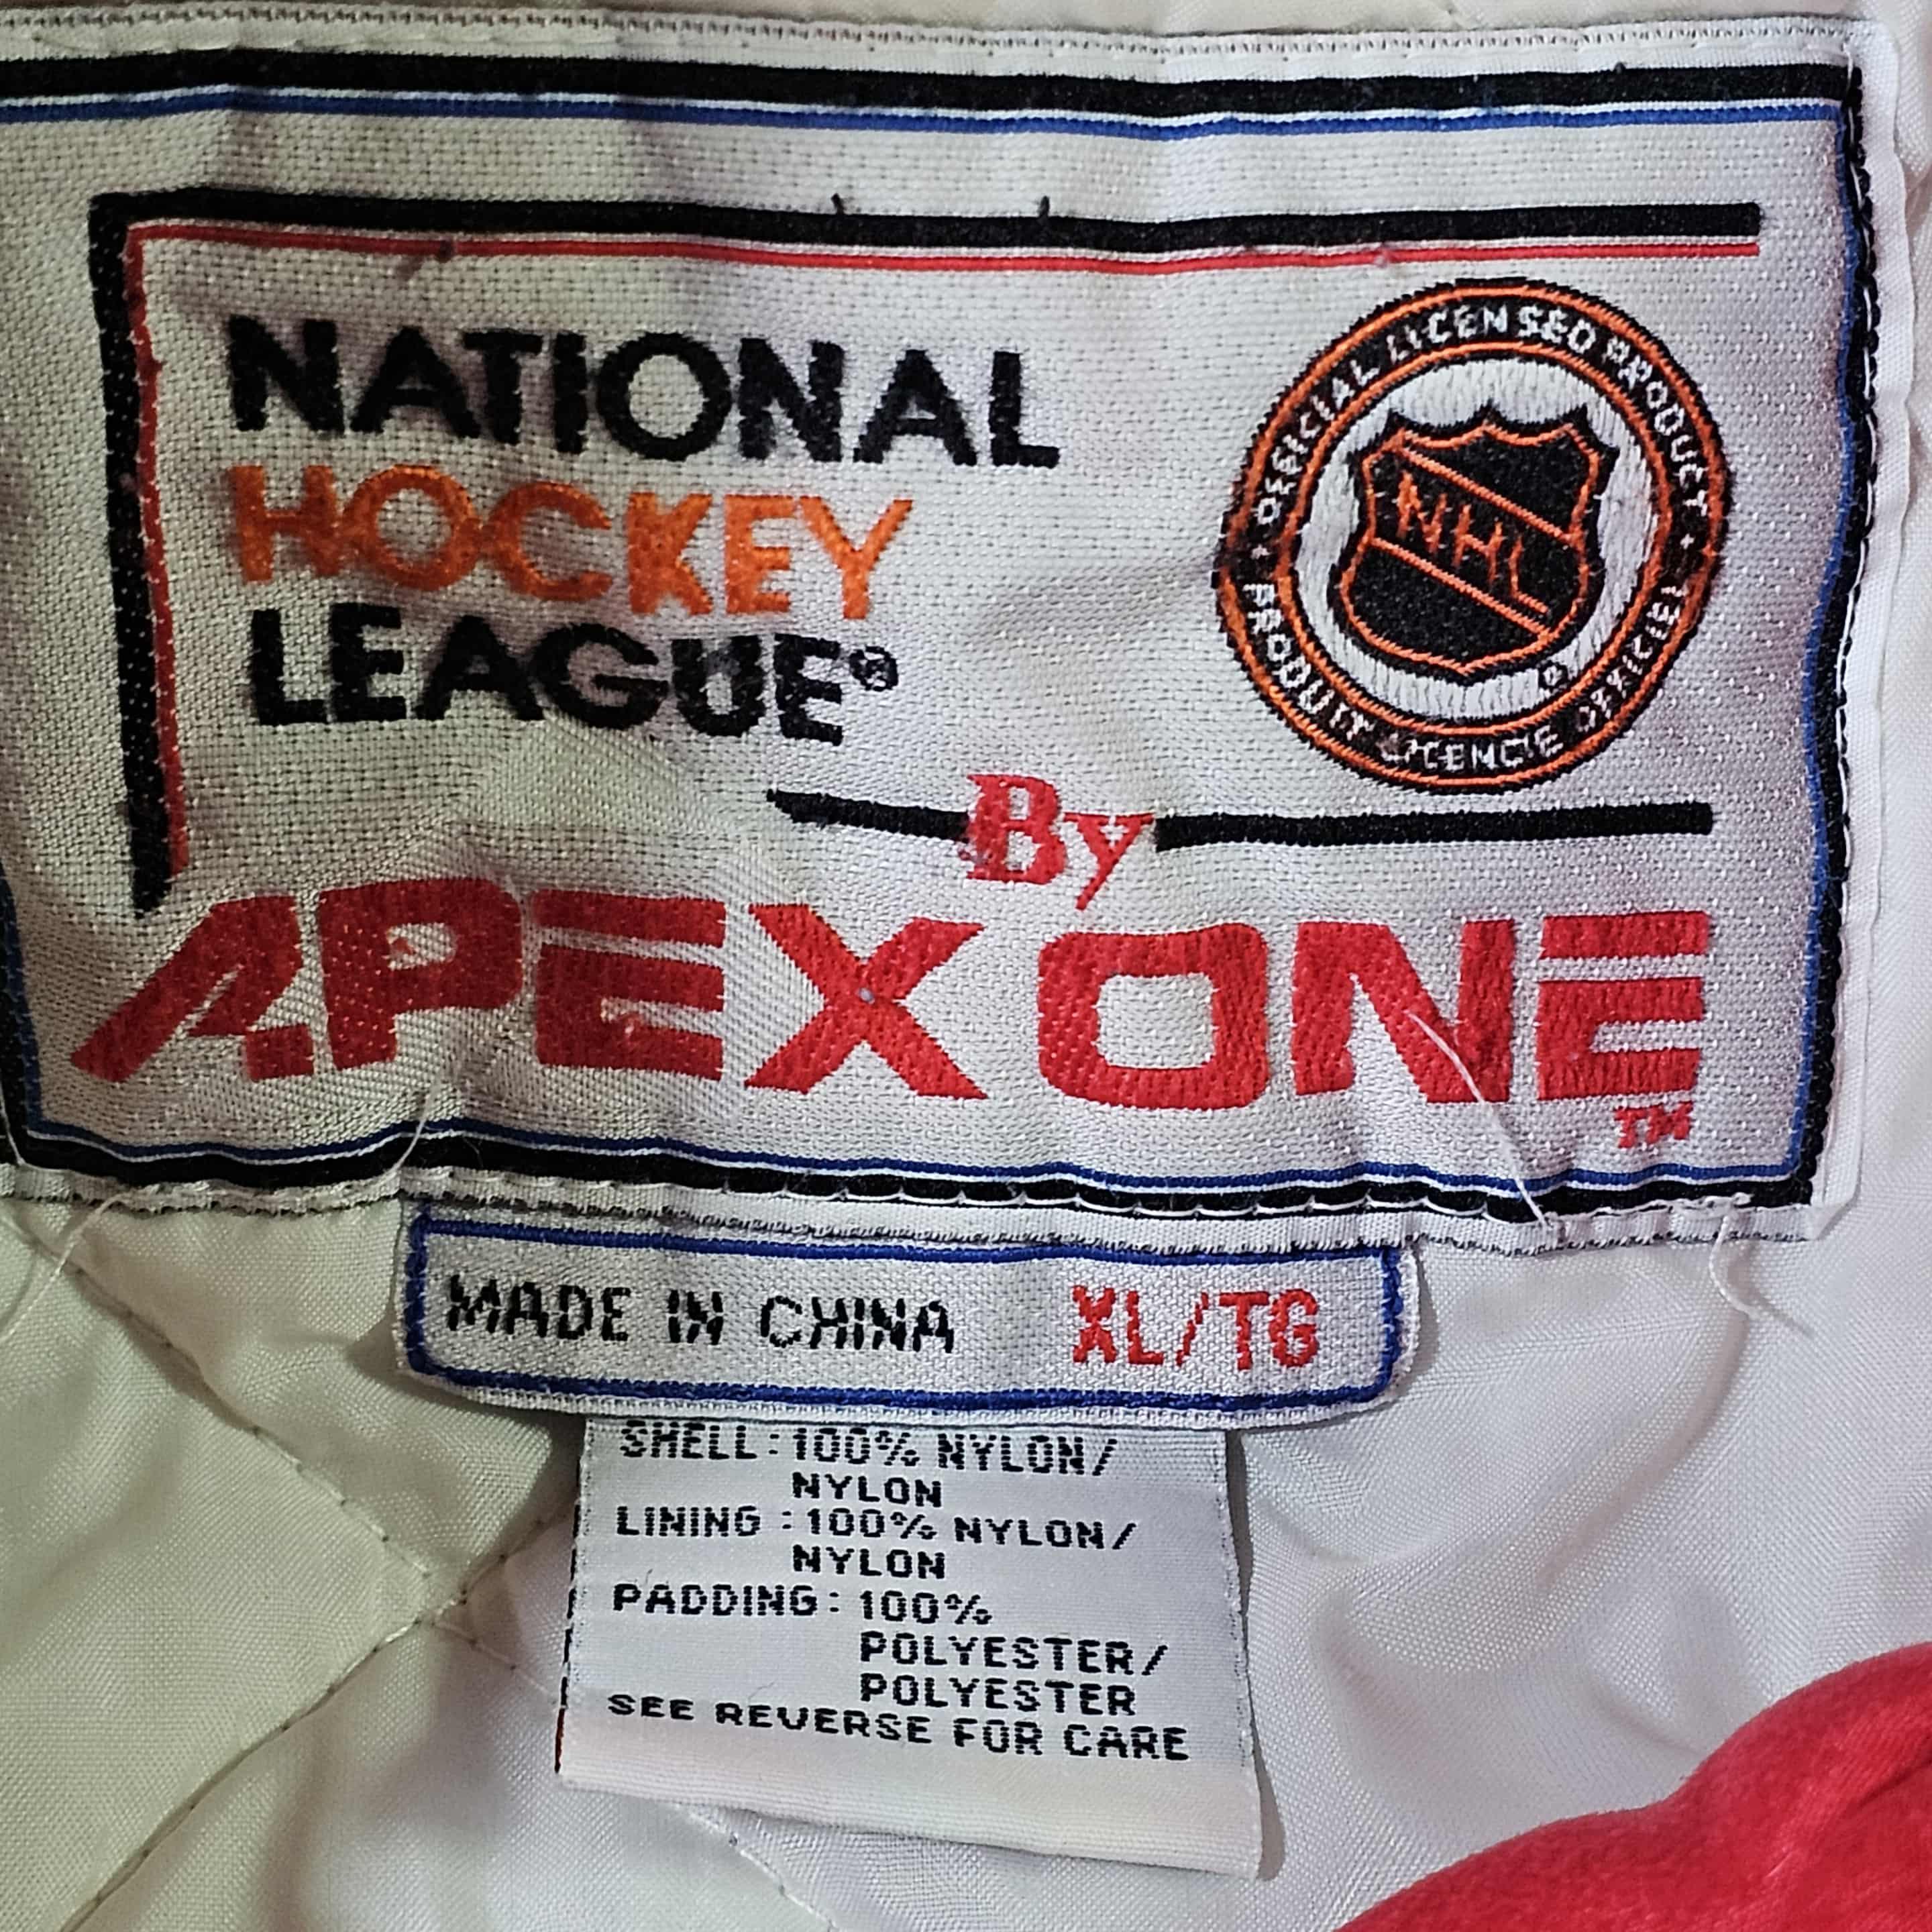 NATIONAL
HOCKEY
LEAGUE®
OFFICIAL LICENSED PRODUCT
NHL
PRODUIT LICENCIE OFFICIEL
By
APEX ONE
TM
MADE IN CHINA XL/TG
SHELL:100% NYLON/
NYLON
LINING:100% NYLON/
NYLON
PADDING:100%
POLYESTER/
POLYESTER
SEE REVERSE FOR CARE